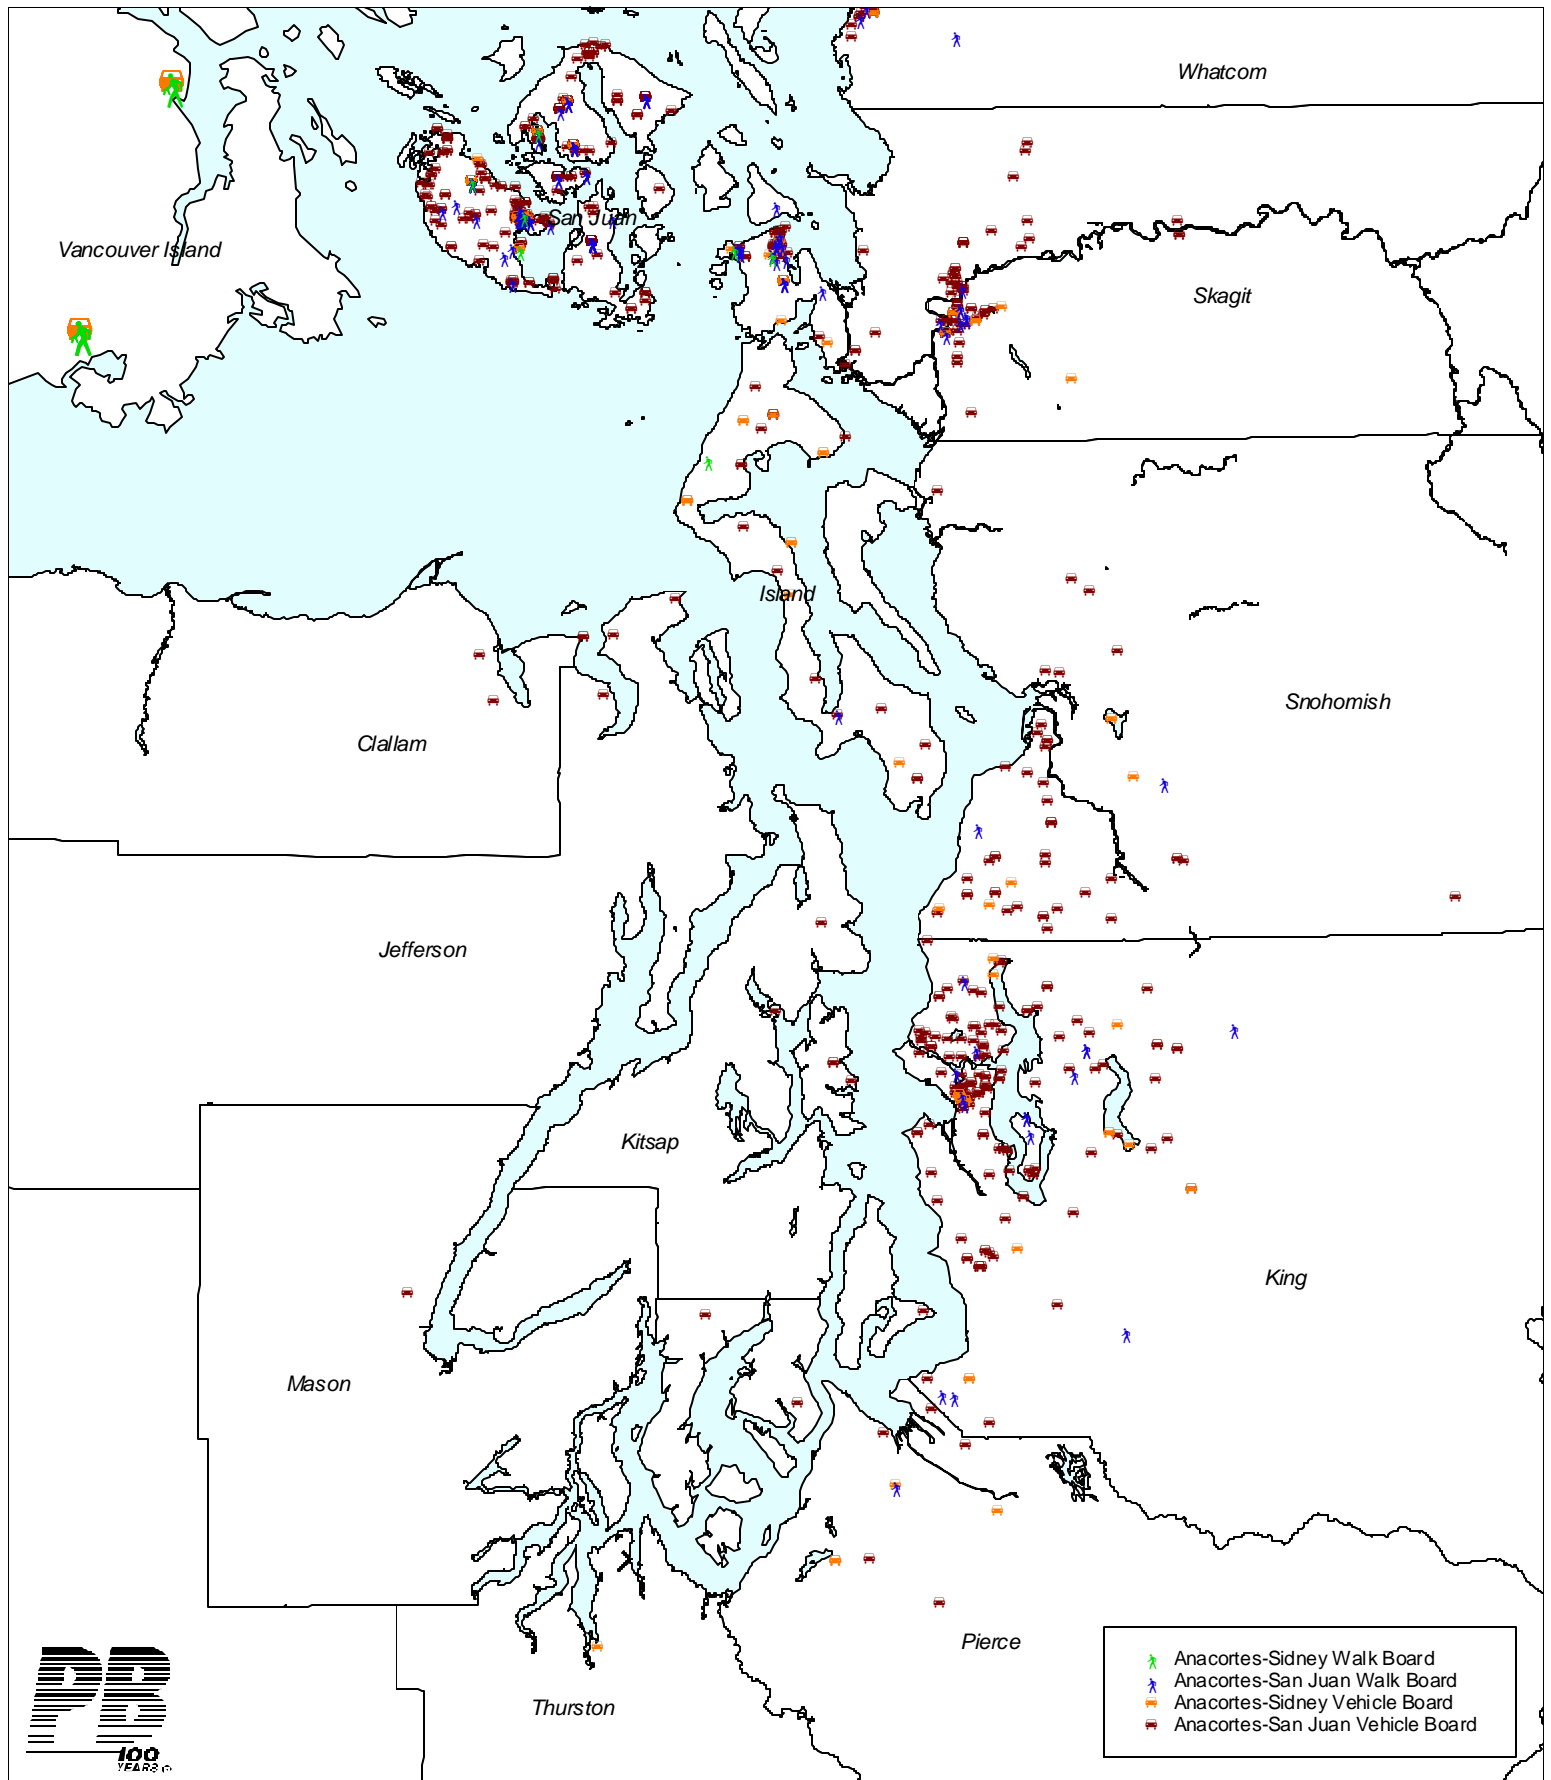 Whatcom
San Juan
Vancouver Island
Skagit
Island
Snohomish
Clallam
Jefferson
Kitsap
King
Mason
Pierce
Thurston
Anacortes-Sidney Walk Board
Anacortes-San Juan Walk Board
Anacortes-Sidney Vehicle Board
Anacortes-San Juan Vehicle Board
PB
100
YEARS